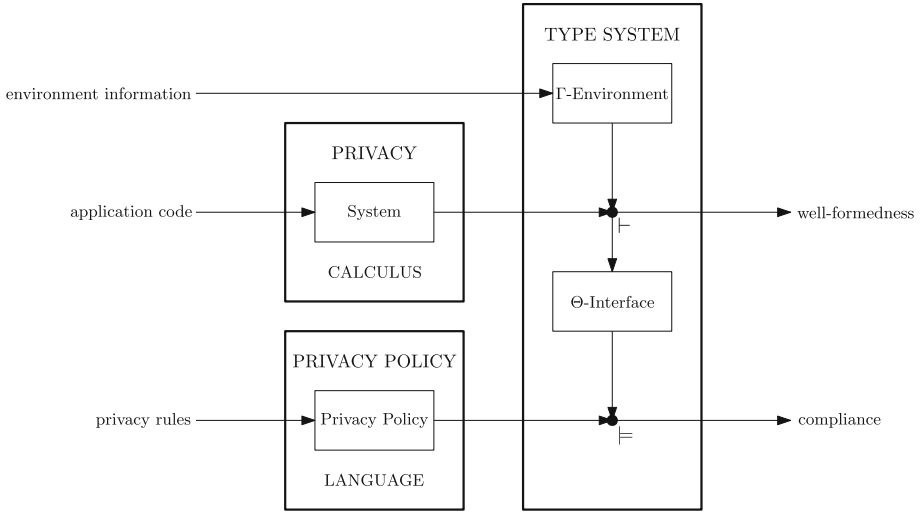 TYPE SYSTEM
environment information
Γ-Environment
PRIVACY
application code
System
well-formedness
⊢
CALCULUS
Θ-Interface
PRIVACY POLICY
privacy rules
Privacy Policy
compliance
⊨
LANGUAGE